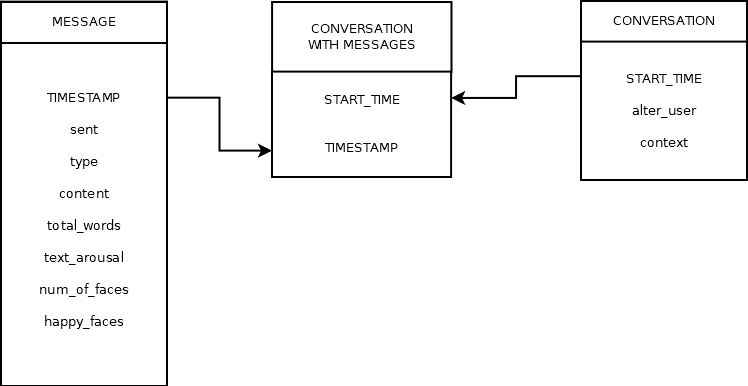 MESSAGE
TIMESTAMP
sent
type
content
total_words
text_arousal
num_of_faces
happy_faces
CONVERSATION
WITH MESSAGES
START_TIME
TIMESTAMP
CONVERSATION
START_TIME
alter_user
context